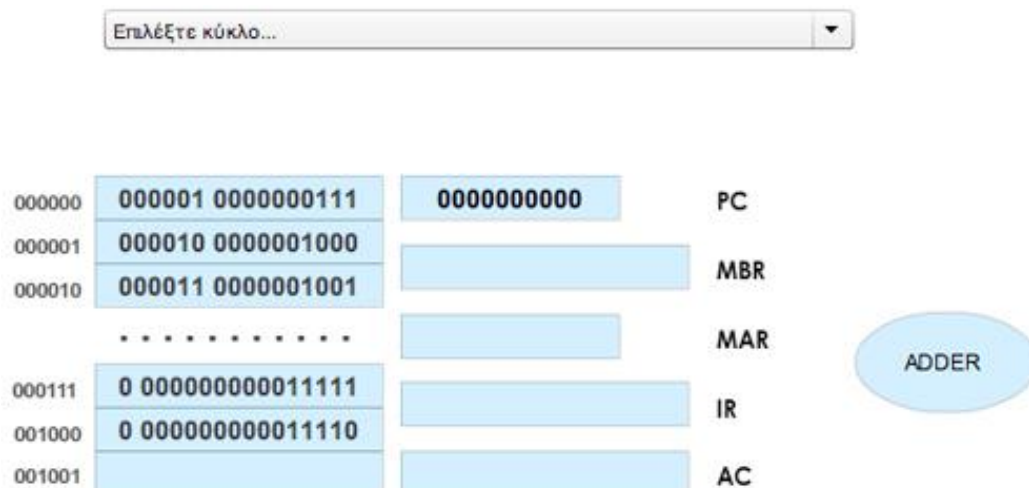 Επιλέξτε κύκλο...
000000 000001 0000000111 0000000000 PC
000001 000010 0000001000
MBR
000010 000011 0000001001
. . . . . . . . . . . MAR
ADDER
000111 0 000000000011111
IR
001000 0 000000000011110
001001 AC